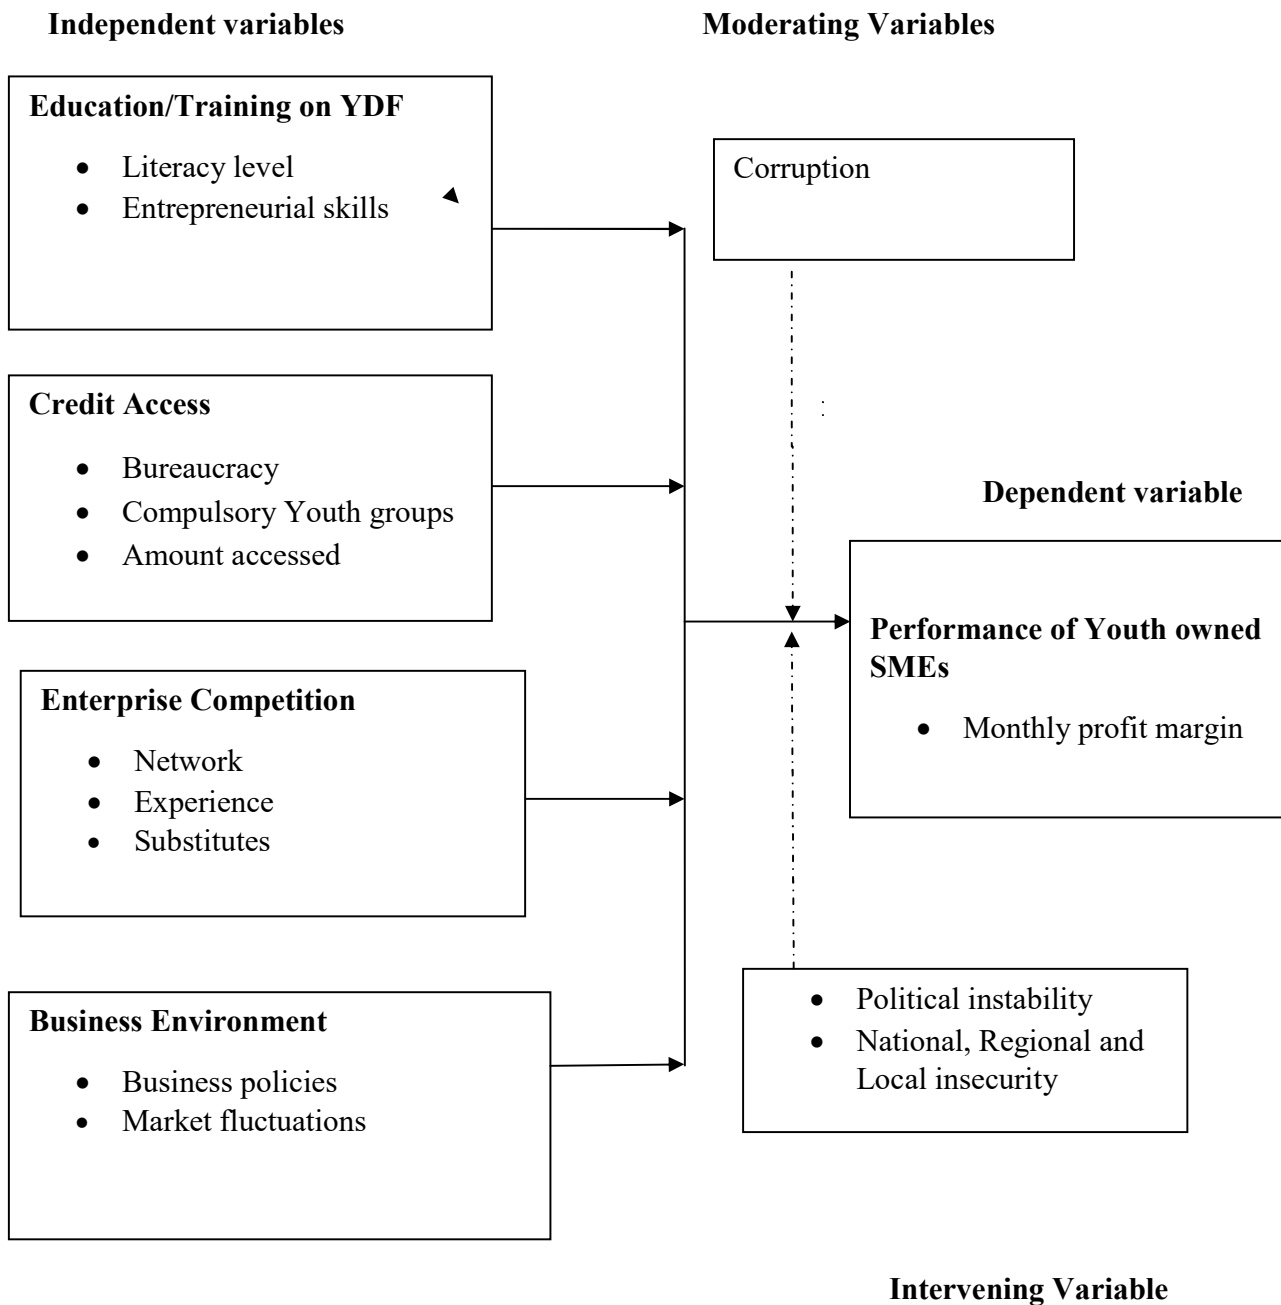 Independent variables
Moderating Variables
Education/Training on YDF
• Literacy level
• Entrepreneurial skills
Corruption
Credit Access
• Bureaucracy
• Compulsory Youth groups
• Amount accessed
Dependent variable
Performance of Youth owned
SMEs
• Monthly profit margin
Enterprise Competition
• Network
• Experience
• Substitutes
• Political instability
• National, Regional and
Local insecurity
Business Environment
• Business policies
• Market fluctuations
Intervening Variable